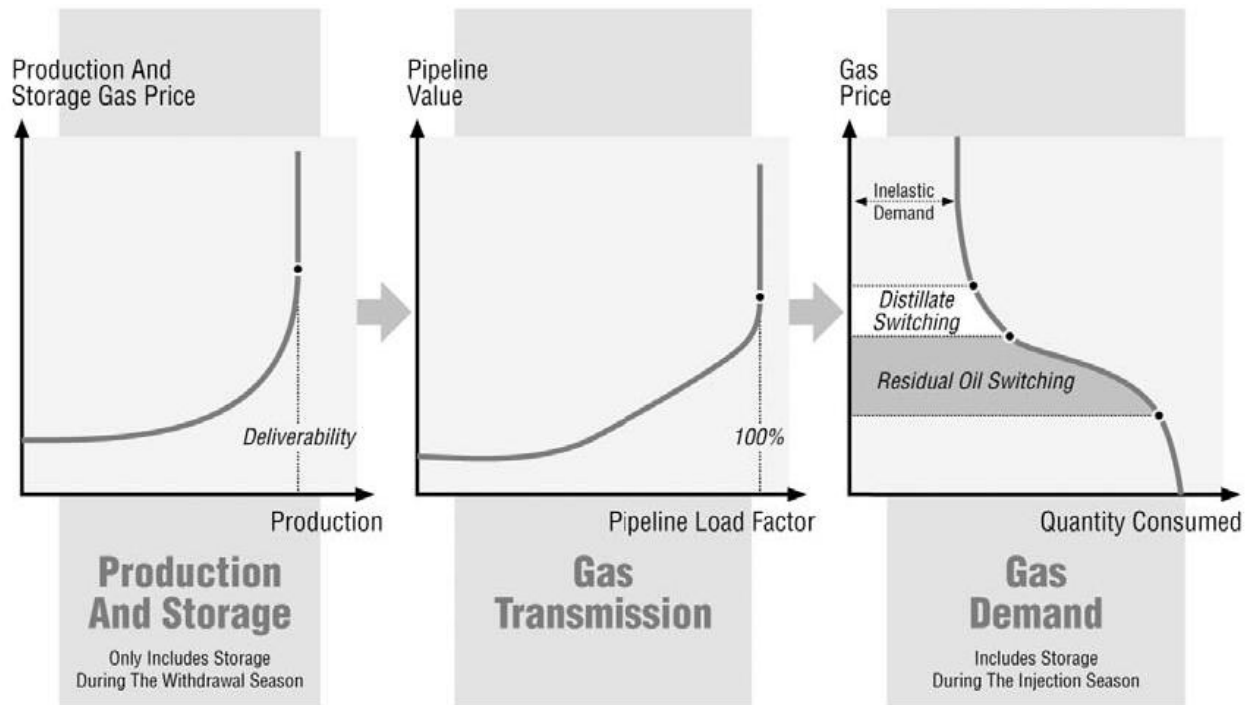 Production And
Storage Gas Price
Deliverability
Production
Production
And Storage
Only Includes Storage
During The Withdrawal Season
Pipeline
Value
100%
Pipeline Load Factor
Gas
Transmission
Gas
Price
Inelastic
Demand
Distillate
Switching
Residual Oil Switching
Quantity Consumed
Gas
Demand
Includes Storage
During The Injection Season